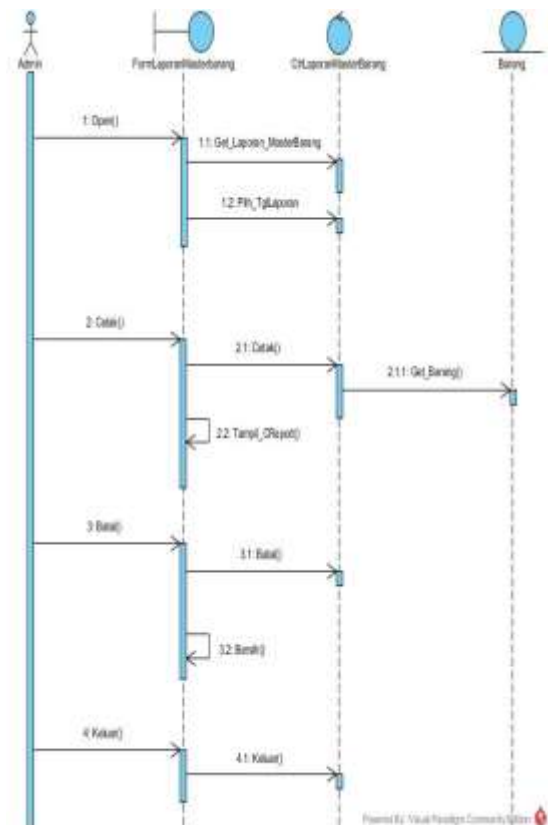 Admin
FormLaporanMasterbarang
CtrLaporanMasterBarang
Barang
1: Open()
1.1: Get_Laporan_MasterBarang
1.2: Pilih_TglLaporan
2: Cetak()
2.1: Cetak()
2.1.1: Get_Barang()
2.2: Tampil_CReport()
3: Batal()
3.1: Batal()
3.2: Bersih()
4: Keluar()
4.1: Keluar()
Powered By: Visual Paradigm Community Edition